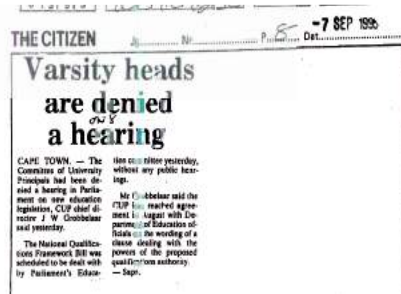 THE CITIZEN
Nr. P. 8 Dat. -7 SEP 1995
Varsity heads
are denied
a hearing
CAPE TOWN. — The
Committee of University
Principals had been de-
nied a hearing in Parlia-
ment on new education
legislation, CUP chief di-
rector J W Grobbelaar
said yesterday.
The National Qualifica-
tions Framework Bill was
scheduled to be dealt with
by Parliament's Educa-
tion committee yesterday,
without any public hear-
ings.
Mr Grobbelaar said the
CUP had reached agree-
ment in August with De-
partment of Education of-
ficials on the wording of a
clause dealing with the
powers of the proposed
qualifications authority.
— Sapa.